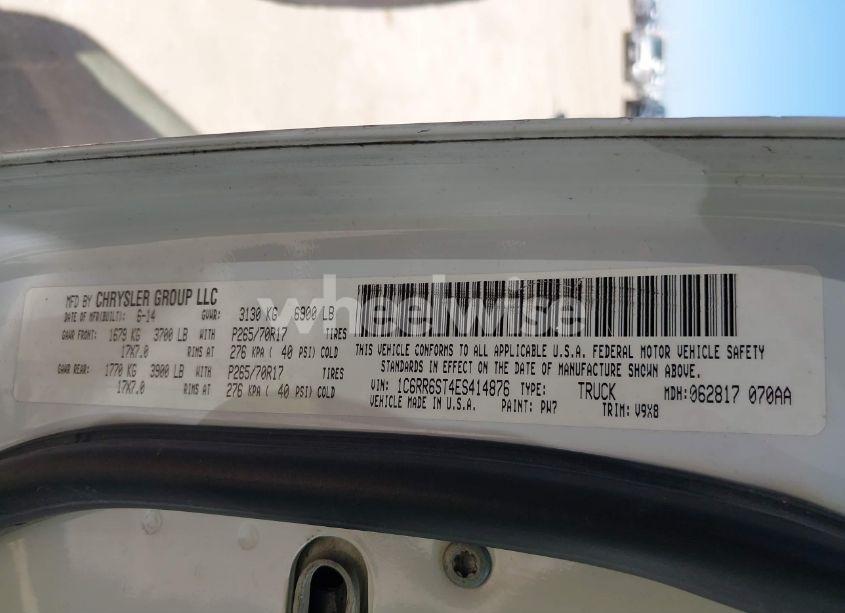 MFD BY CHRYSLER GROUP LLC
DATE OF MFR(BUILT): 6-14 GVWR: 3130 KG 6900 LB
GAWR FRONT: 1679 KG 3700 LB WITH P265/70R17 TIRES
17X7.0 RIMS AT 276 KPA ( 40 PSI) COLD
GAWR REAR: 1770 KG 3900 LB WITH P265/70R17 TIRES
17X7.0 RIMS AT 276 KPA ( 40 PSI) COLD
wheelwise
THIS VEHICLE CONFORMS TO ALL APPLICABLE U.S.A. FEDERAL MOTOR VEHICLE SAFETY
STANDARDS IN EFFECT ON THE DATE OF MANUFACTURE SHOWN ABOVE.
VIN: 1C6RR6ST4ES414876 TYPE: TRUCK MDH: 062817 070AA
VEHICLE MADE IN U.S.A. PAINT: PW7 TRIM: V9X8